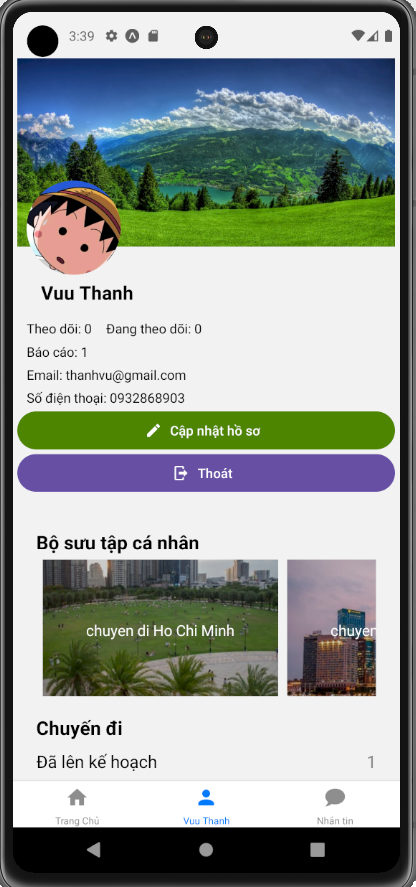 3:39
Vuu Thanh
Theo dõi: 0 Đang theo dõi: 0
Báo cáo: 1
Email: thanhvu@gmail.com
Số điện thoại: 0932868903
Cập nhật hồ sơ
Thoát
Bộ sưu tập cá nhân
chuyen di Ho Chi Minh
chuyen
Chuyến đi
Đã lên kế hoạch 1
Trang Chủ Vuu Thanh Nhắn tin